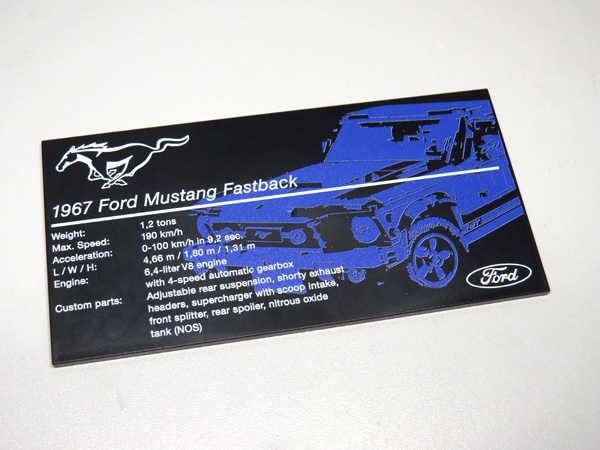 1967 Ford Mustang Fastback
Weight: 1,2 tons
Max. Speed: 190 km/h
Acceleration: 0-100 km/h in 9,2 sec.
L / W / H: 4,66 m / 1,80 m / 1,31 m
Engine: 6,4-liter V8 engine
with 4-speed automatic gearbox
Custom parts: Adjustable rear suspension, shorty exhaust
headers, supercharger with scoop intake,
front splitter, rear spoiler, nitrous oxide
tank (NOS)
Ford